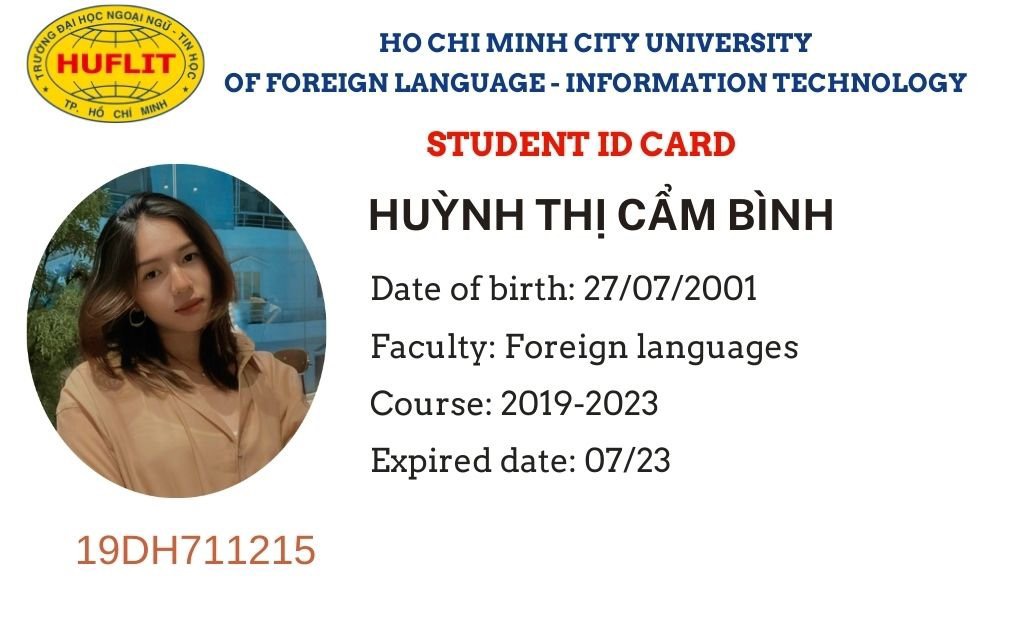 TRƯỜNG ĐẠI HỌC NGOẠI NGỮ - TIN HỌC
HUFLIT
TP. HỒ CHÍ MINH
HO CHI MINH CITY UNIVERSITY
OF FOREIGN LANGUAGE - INFORMATION TECHNOLOGY
STUDENT ID CARD
HUỲNH THỊ CẨM BÌNH
Date of birth: 27/07/2001
Faculty: Foreign languages
Course: 2019-2023
Expired date: 07/23
19DH711215